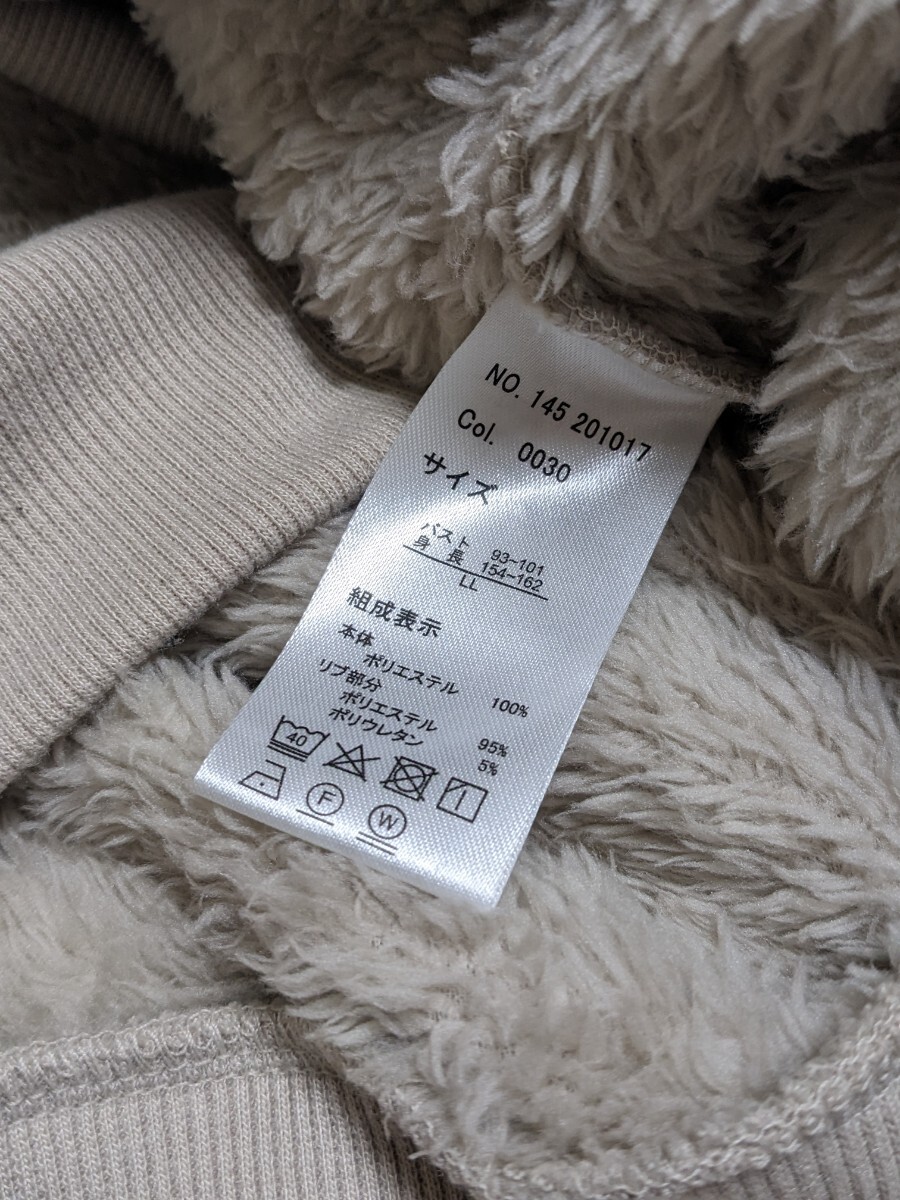 NO. 145 201017
Col. 0030
サイズ
バスト 93~101
身長 154~162
LL
組成表示
本体
ポリエステル 100%
リブ部分
ポリエステル 95%
ポリウレタン 5%
40
F
W